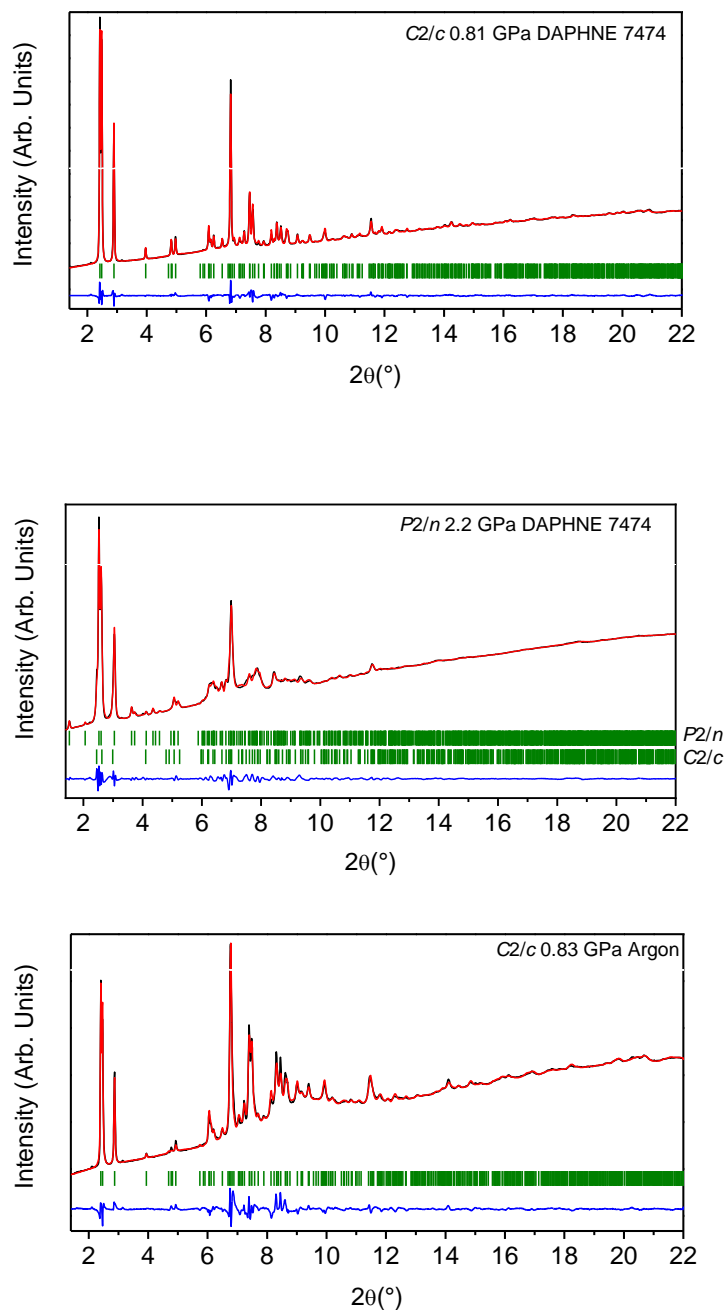 C2/c 0.81 GPa DAPHNE 7474
Intensity (Arb. Units)
2 4 6 8 10 12 14 16 18 20 22
2θ(°)
P2/n 2.2 GPa DAPHNE 7474
Intensity (Arb. Units)
P2/n
C2/c
2 4 6 8 10 12 14 16 18 20 22
2θ(°)
C2/c 0.83 GPa Argon
Intensity (Arb. Units)
2 4 6 8 10 12 14 16 18 20 22
2θ(°)